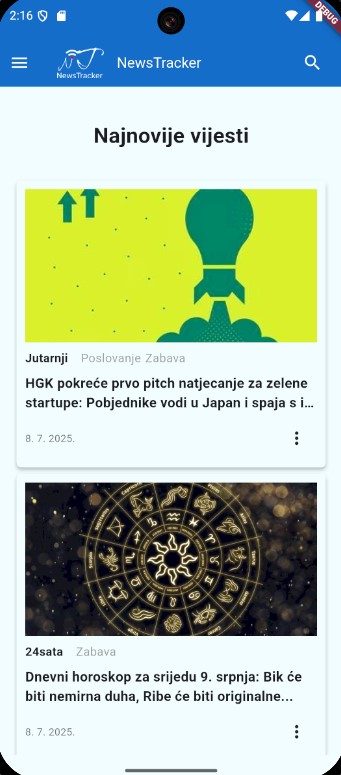 2:16
DEBUG
NewsTracker
NewsTracker
Najnovije vijesti
Jutarnji Poslovanje Zabava
HGK pokreće prvo pitch natjecanje za zelene
startupe: Pobjednike vodi u Japan i spaja s i...
8. 7. 2025.
24sata Zabava
Dnevni horoskop za srijedu 9. srpnja: Bik će
biti nemirna duha, Ribe će biti originalne...
8. 7. 2025.